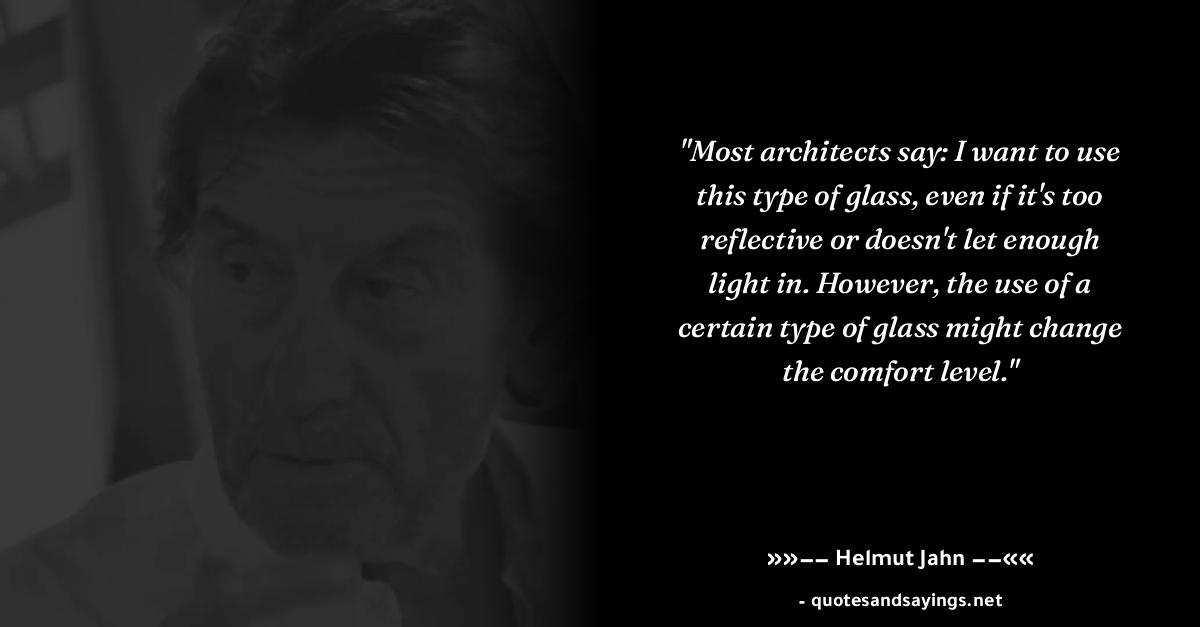 "Most architects say: I want to use
this type of glass, even if it's too
reflective or doesn't let enough
light in. However, the use of a
certain type of glass might change
the comfort level."
»»−− Helmut Jahn −−««
- quotesandsayings.net